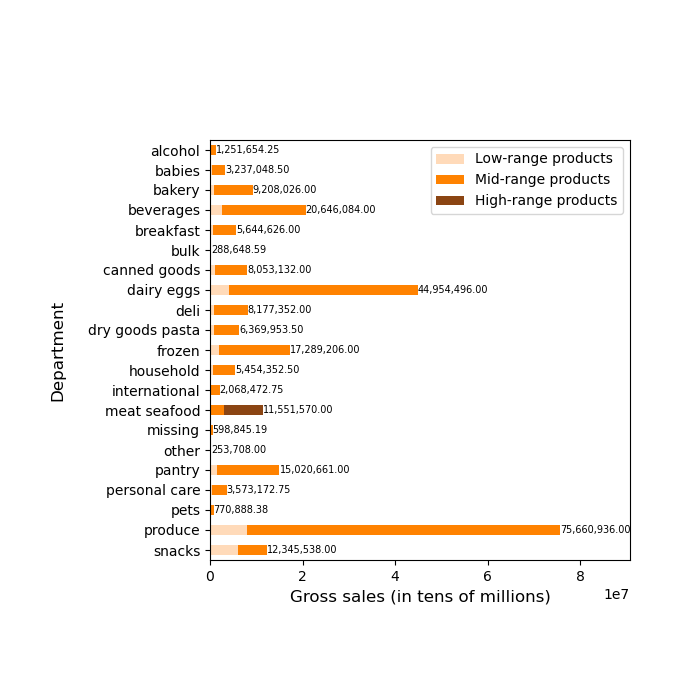 Low-range products
Mid-range products
High-range products
alcohol 1,251,654.25
babies 3,237,048.50
bakery 9,208,026.00
beverages 20,646,084.00
breakfast 5,644,626.00
bulk 288,648.59
canned goods 8,053,132.00
dairy eggs 44,954,496.00
deli 8,177,352.00
dry goods pasta 6,369,953.50
frozen 17,289,206.00
household 5,454,352.50
international 2,068,472.75
meat seafood 11,551,570.00
missing 598,845.19
other 253,708.00
pantry 15,020,661.00
personal care 3,573,172.75
pets 770,888.38
produce 75,660,936.00
snacks 12,345,538.00
Department
0 2 4 6 8
1e7
Gross sales (in tens of millions)